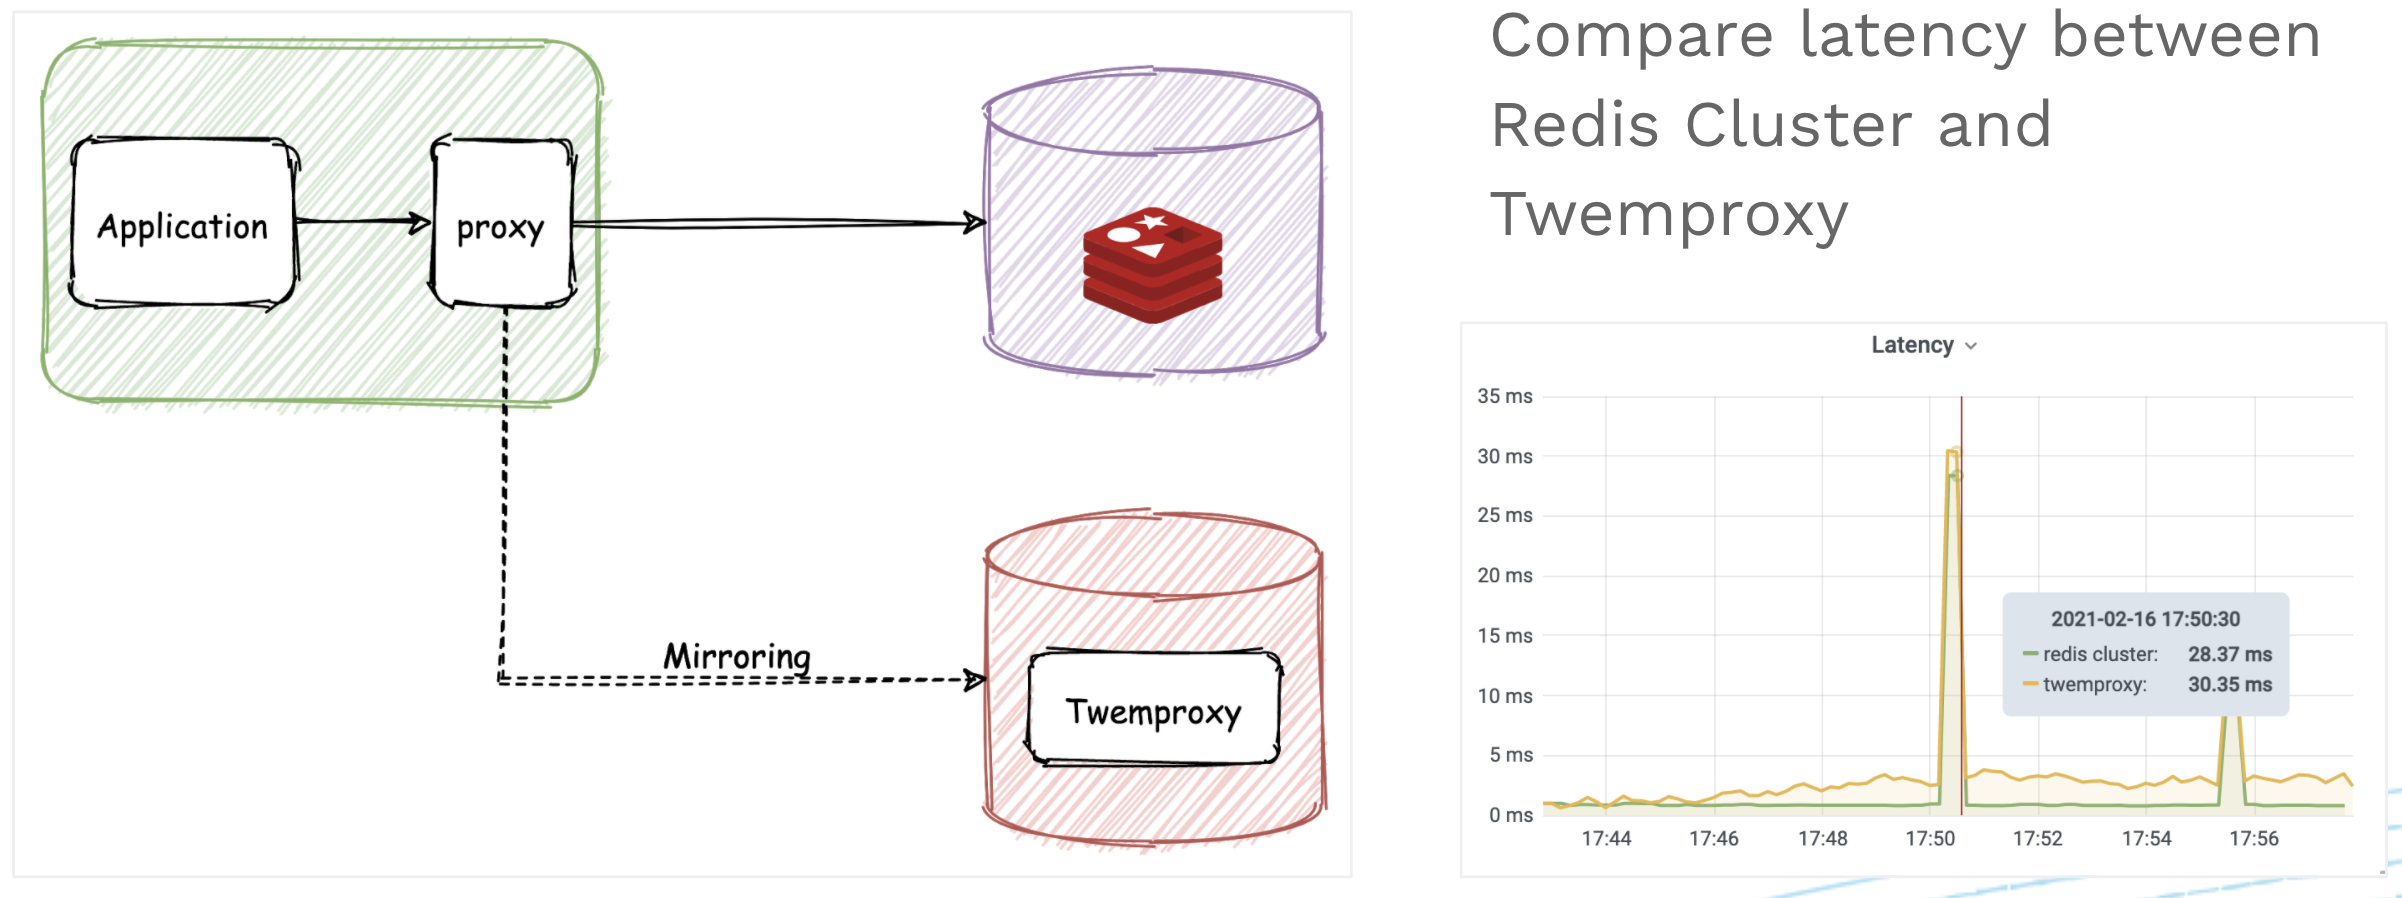 Compare latency between
Redis Cluster and
Twemproxy
Application
proxy
Mirroring
Twemproxy
Latency
35 ms
30 ms
25 ms
20 ms
15 ms
10 ms
5 ms
0 ms
2021-02-16 17:50:30
redis cluster: 28.37 ms
twemproxy: 30.35 ms
17:44 17:46 17:48 17:50 17:52 17:54 17:56